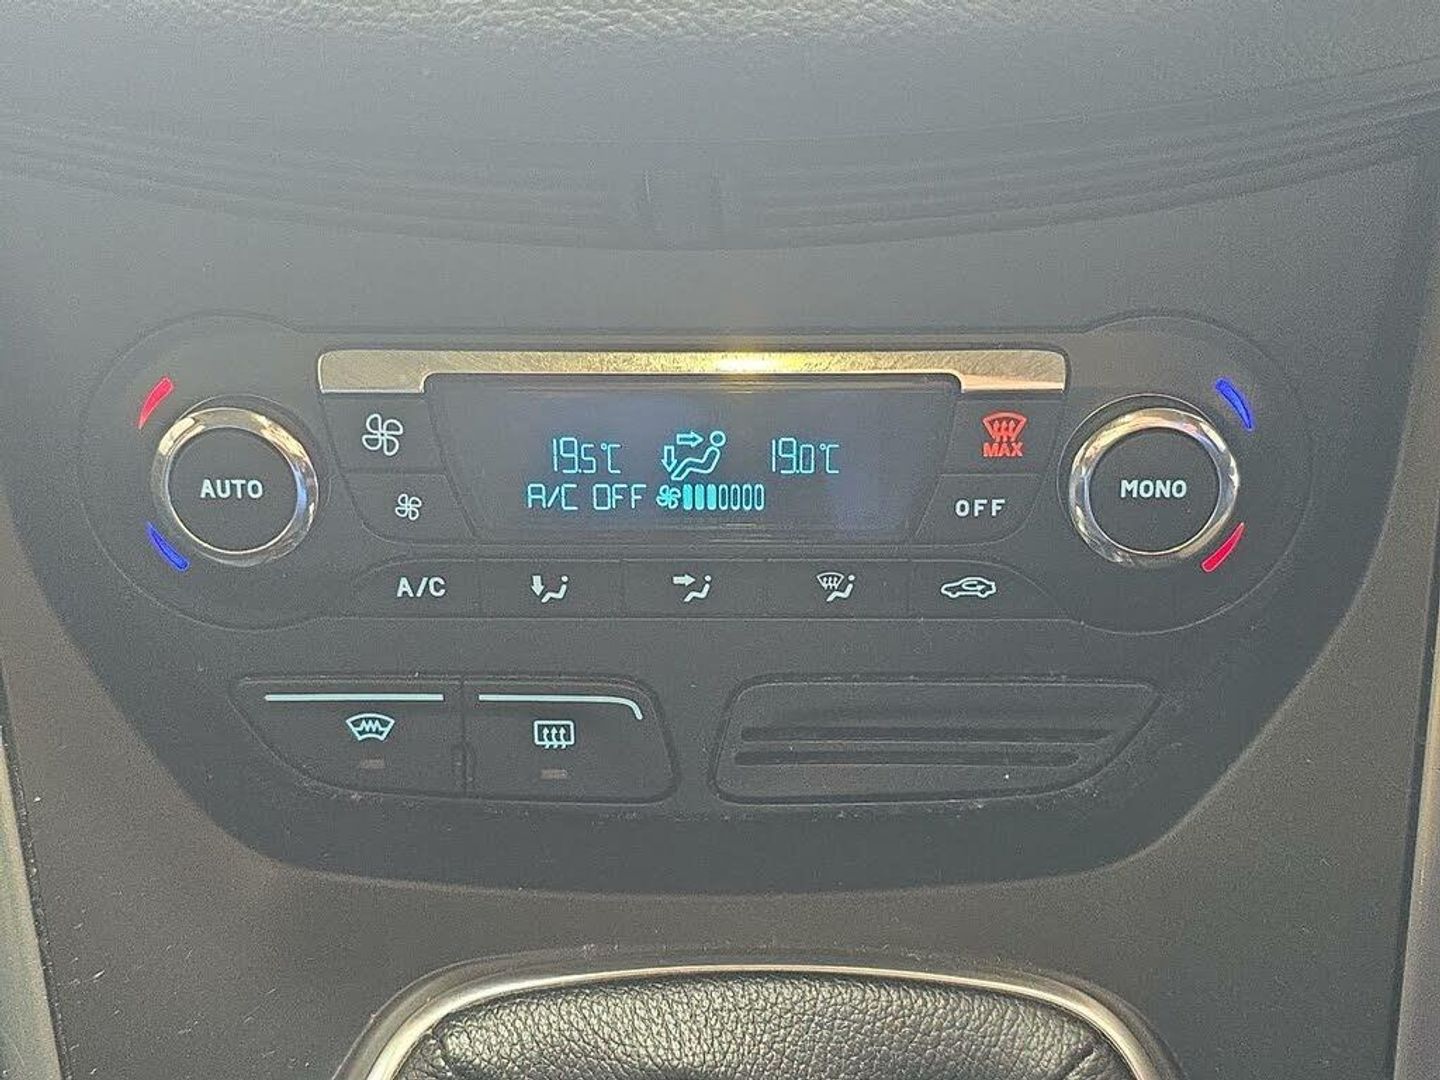 19.5°C 19.0°C
A/C OFF
MAX
AUTO
MONO
OFF
A/C